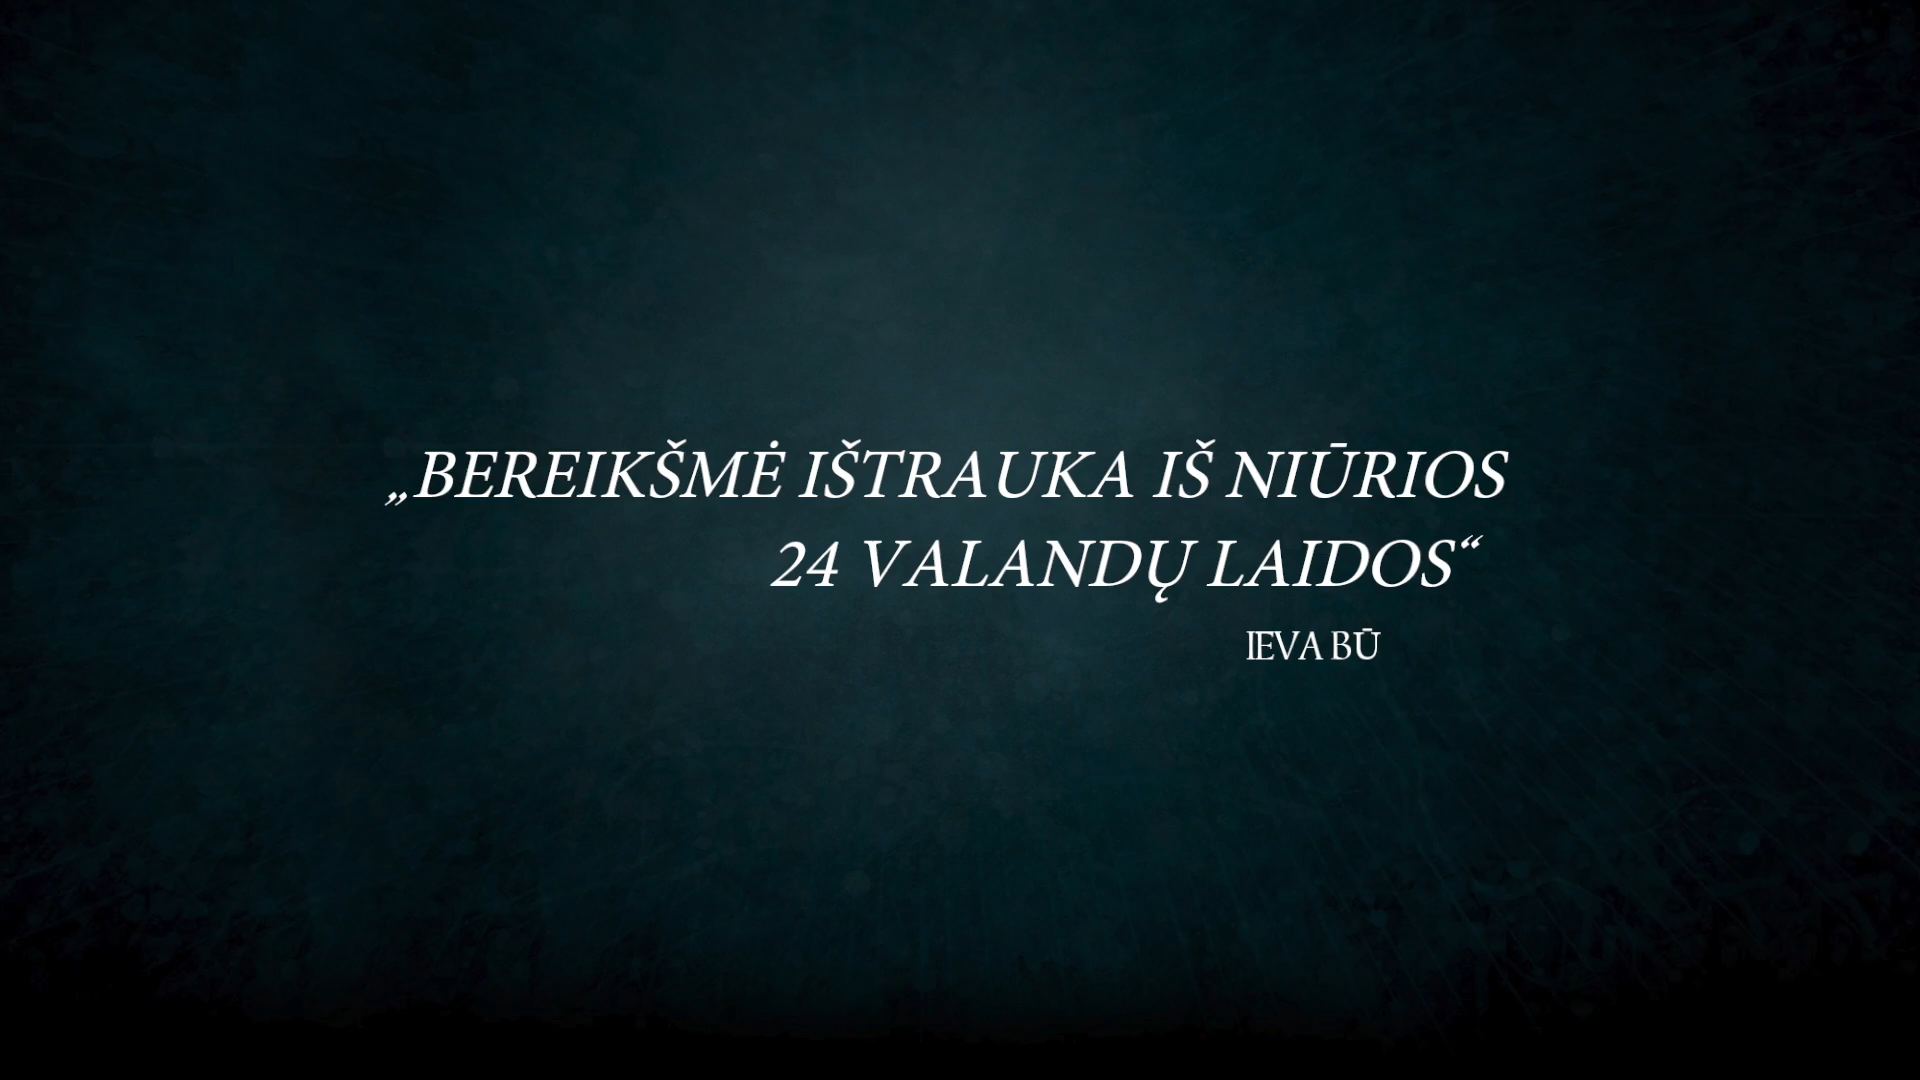 „BEREIKŠMĖ IŠTRAUKA IŠ NIŪRIOS
24 VALANDŲ LAIDOS“
IEVA BŪ